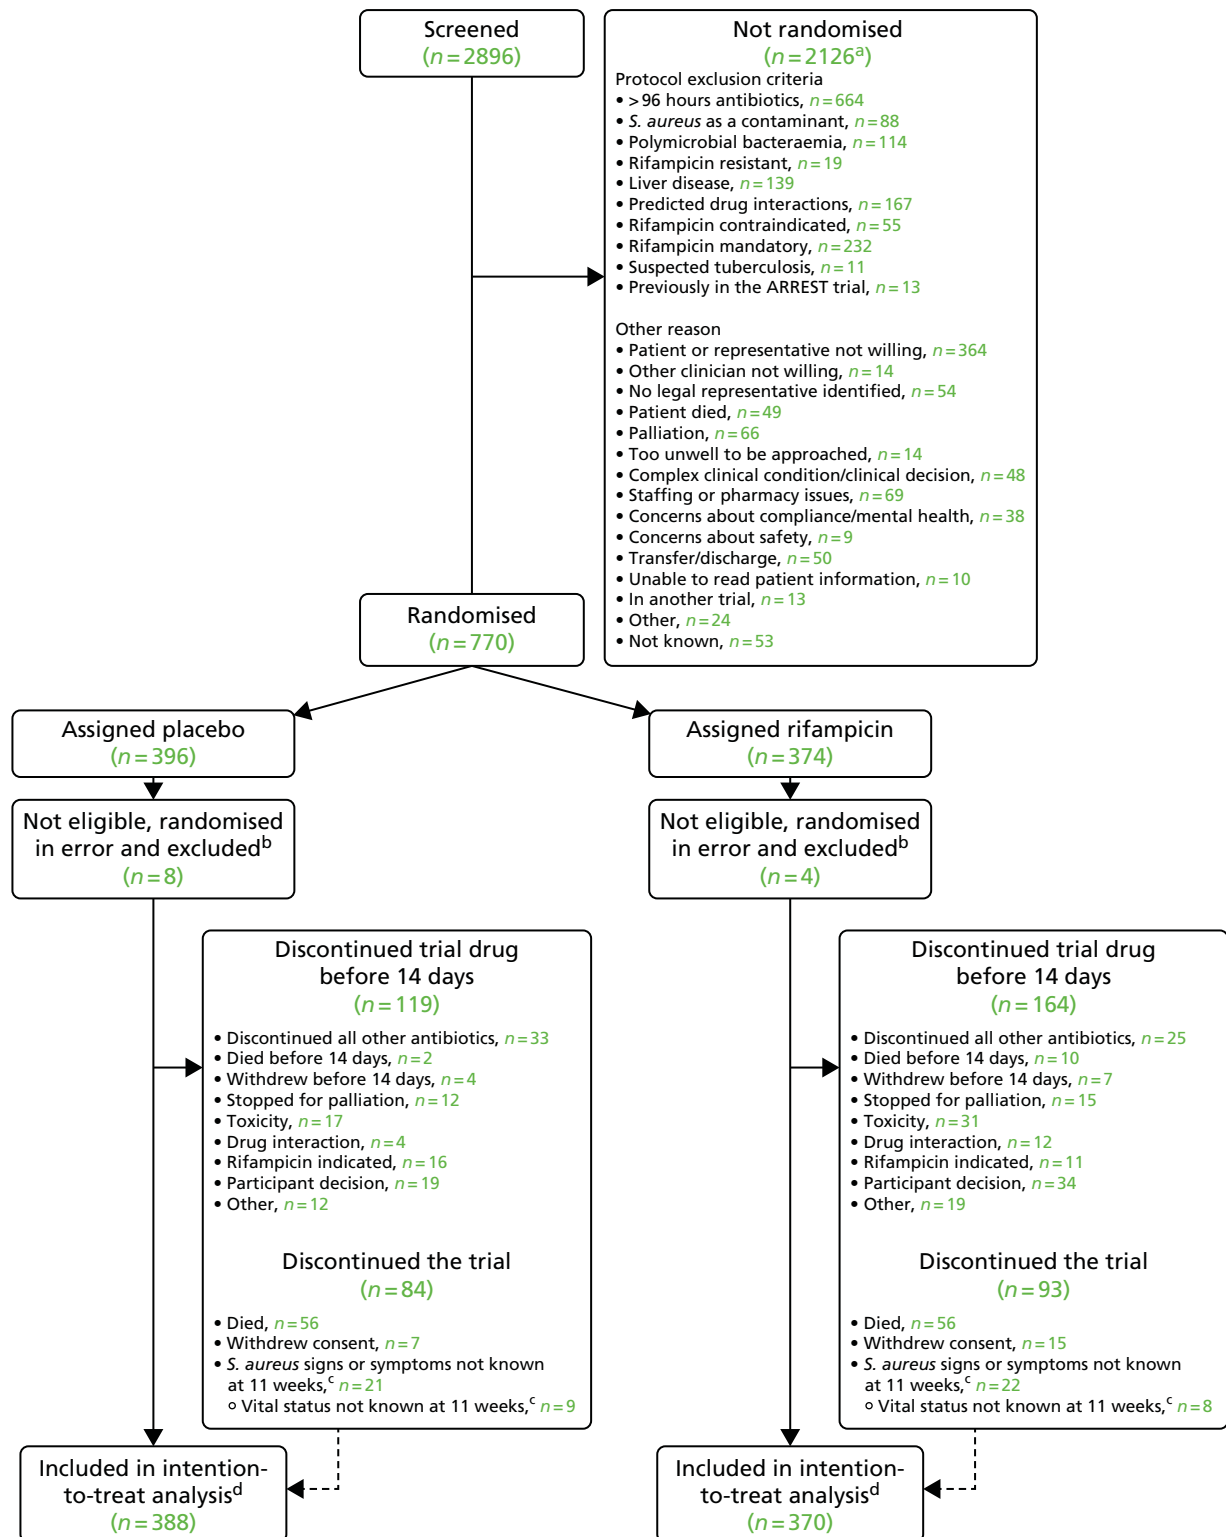 Screened
(n=2896)
Not randomised
(n=2126ᵃ)
Protocol exclusion criteria
• >96 hours antibiotics, n=664
• S. aureus as a contaminant, n=88
• Polymicrobial bacteraemia, n=114
• Rifampicin resistant, n=19
• Liver disease, n=139
• Predicted drug interactions, n=167
• Rifampicin contraindicated, n=55
• Rifampicin mandatory, n=232
• Suspected tuberculosis, n=11
• Previously in the ARREST trial, n=13
Other reason
• Patient or representative not willing, n=364
• Other clinician not willing, n=14
• No legal representative identified, n=54
• Patient died, n=49
• Palliation, n=66
• Too unwell to be approached, n=14
• Complex clinical condition/clinical decision, n=48
• Staffing or pharmacy issues, n=69
• Concerns about compliance/mental health, n=38
• Concerns about safety, n=9
• Transfer/discharge, n=50
• Unable to read patient information, n=10
• In another trial, n=13
• Other, n=24
• Not known, n=53
Randomised
(n=770)
Assigned placebo
(n=396)
Not eligible, randomised
in error and excludedᵇ
(n=8)
Discontinued trial drug
before 14 days
(n=119)
• Discontinued all other antibiotics, n=33
• Died before 14 days, n=2
• Withdrew before 14 days, n=4
• Stopped for palliation, n=12
• Toxicity, n=17
• Drug interaction, n=4
• Rifampicin indicated, n=16
• Participant decision, n=19
• Other, n=12
Discontinued the trial
(n=84)
• Died, n=56
• Withdrew consent, n=7
• S. aureus signs or symptoms not known
at 11 weeks,ᶜ n=21
○ Vital status not known at 11 weeks,ᶜ n=9
Included in intention-
to-treat analysisᵈ
(n=388)
Assigned rifampicin
(n=374)
Not eligible, randomised
in error and excludedᵇ
(n=4)
Discontinued trial drug
before 14 days
(n=164)
• Discontinued all other antibiotics, n=25
• Died before 14 days, n=10
• Withdrew before 14 days, n=7
• Stopped for palliation, n=15
• Toxicity, n=31
• Drug interaction, n=12
• Rifampicin indicated, n=11
• Participant decision, n=34
• Other, n=19
Discontinued the trial
(n=93)
• Died, n=56
• Withdrew consent, n=15
• S. aureus signs or symptoms not known
at 11 weeks,ᶜ n=22
○ Vital status not known at 11 weeks,ᶜ n=8
Included in intention-
to-treat analysisᵈ
(n=370)